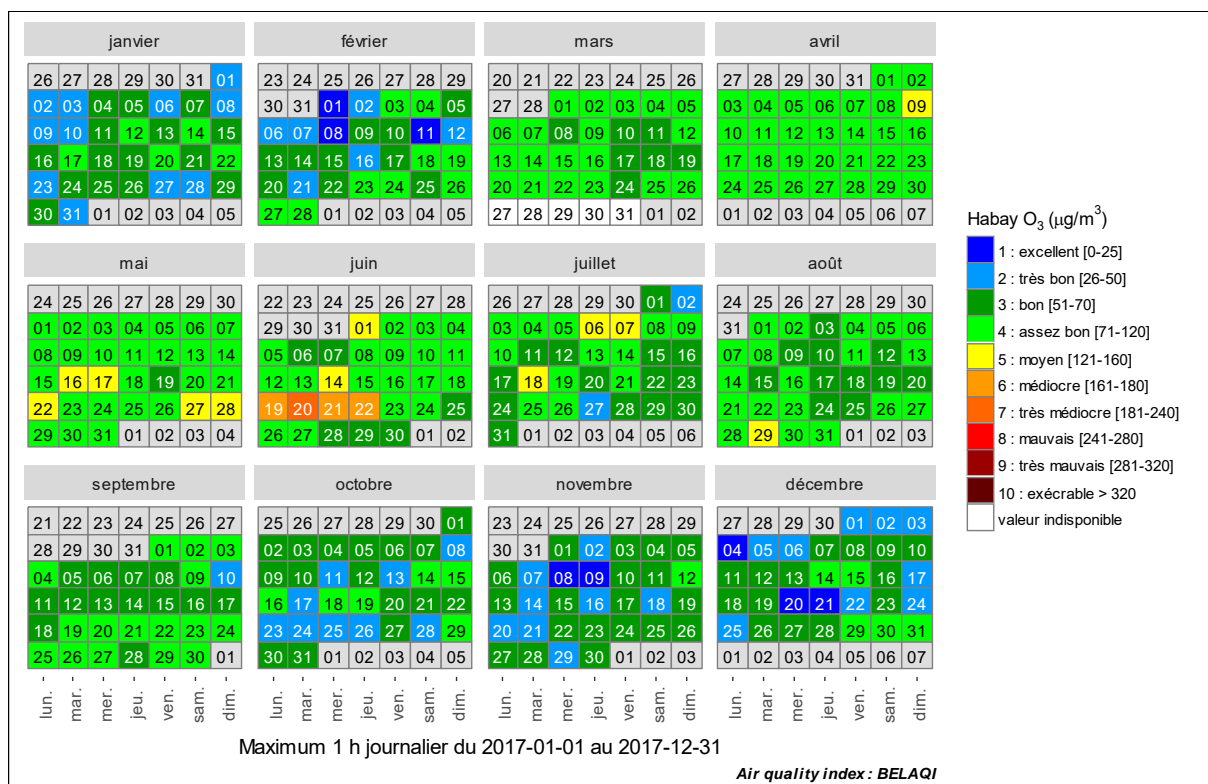 janvier février mars avril
26 27 28 29 30 31 01 23 24 25 26 27 28 29 20 21 22 23 24 25 26 27 28 29 30 31 01 02
02 03 04 05 06 07 08 30 31 01 02 03 04 05 27 28 01 02 03 04 05 03 04 05 06 07 08 09
09 10 11 12 13 14 15 06 07 08 09 10 11 12 06 07 08 09 10 11 12 10 11 12 13 14 15 16
16 17 18 19 20 21 22 13 14 15 16 17 18 19 13 14 15 16 17 18 19 17 18 19 20 21 22 23
23 24 25 26 27 28 29 20 21 22 23 24 25 26 20 21 22 23 24 25 26 24 25 26 27 28 29 30
30 31 01 02 03 04 05 27 28 01 02 03 04 05 27 28 29 30 31 01 02 01 02 03 04 05 06 07
mai juin juillet août
24 25 26 27 28 29 30 22 23 24 25 26 27 28 26 27 28 29 30 01 02 24 25 26 27 28 29 30
01 02 03 04 05 06 07 29 30 31 01 02 03 04 03 04 05 06 07 08 09 31 01 02 03 04 05 06
08 09 10 11 12 13 14 05 06 07 08 09 10 11 10 11 12 13 14 15 16 07 08 09 10 11 12 13
15 16 17 18 19 20 21 12 13 14 15 16 17 18 17 18 19 20 21 22 23 14 15 16 17 18 19 20
22 23 24 25 26 27 28 19 20 21 22 23 24 25 24 25 26 27 28 29 30 21 22 23 24 25 26 27
29 30 31 01 02 03 04 26 27 28 29 30 01 02 31 01 02 03 04 05 06 28 29 30 31 01 02 03
septembre octobre novembre décembre
21 22 23 24 25 26 27 25 26 27 28 29 30 01 23 24 25 26 27 28 29 27 28 29 30 01 02 03
28 29 30 31 01 02 03 02 03 04 05 06 07 08 30 31 01 02 03 04 05 04 05 06 07 08 09 10
04 05 06 07 08 09 10 09 10 11 12 13 14 15 06 07 08 09 10 11 12 11 12 13 14 15 16 17
11 12 13 14 15 16 17 16 17 18 19 20 21 22 13 14 15 16 17 18 19 18 19 20 21 22 23 24
18 19 20 21 22 23 24 23 24 25 26 27 28 29 20 21 22 23 24 25 26 25 26 27 28 29 30 31
25 26 27 28 29 30 01 30 31 01 02 03 04 05 27 28 29 30 01 02 03 01 02 03 04 05 06 07
lun. mar. mer. jeu. ven. sam. dim. lun. mar. mer. jeu. ven. sam. dim. lun. mar. mer. jeu. ven. sam. dim. lun. mar. mer. jeu. ven. sam. dim.
Maximum 1 h journalier du 2017-01-01 au 2017-12-31
Air quality index : BELAQI
Habay O₃ (μg/m³)
1 : excellent [0-25]
2 : très bon [26-50]
3 : bon [51-70]
4 : assez bon [71-120]
5 : moyen [121-160]
6 : médiocre [161-180]
7 : très médiocre [181-240]
8 : mauvais [241-280]
9 : très mauvais [281-320]
10 : exécrable > 320
valeur indisponible